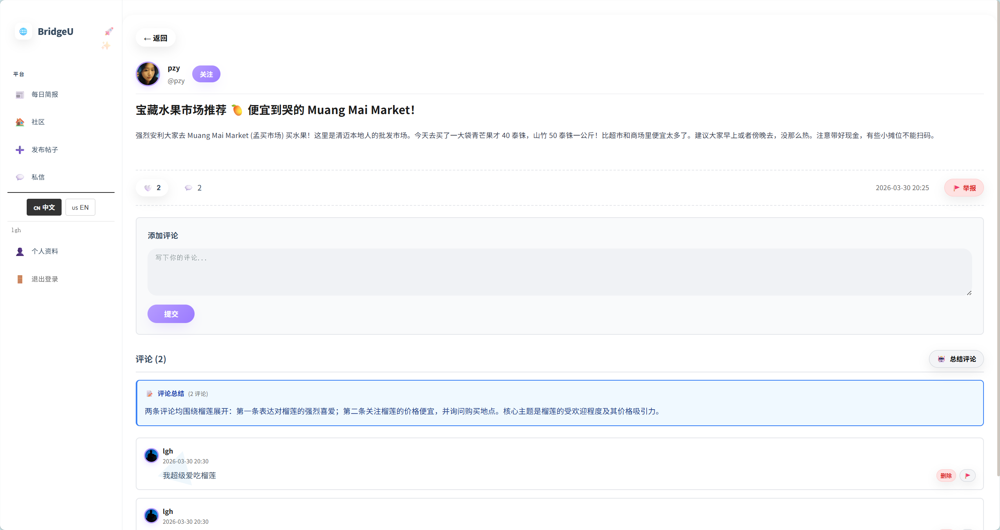 BridgeU
平台
每日简报
社区
发布帖子
私信
CN 中文
us EN
lgh
个人资料
退出登录
← 返回
pzy
@pzy
关注
宝藏水果市场推荐 🥭 便宜到哭的 Muang Mai Market！
强烈安利大家去 Muang Mai Market (孟买市场) 买水果！这里是清迈本地人的批发市场。今天去买了一大袋青芒果才 40 泰铢，山竹 50 泰铢一公斤！比超市和商场里便宜太多了。建议大家早上或者傍晚去，没那么热。注意带好现金，有些小摊位不能扫码。
2
2
2026-03-30 20:25
举报
添加评论
写下你的评论...
提交
评论 (2)
总结评论
评论总结 (2 评论)
两条评论均围绕榴莲展开：第一条表达对榴莲的强烈喜爱；第二条关注榴莲的价格便宜，并询问购买地点。核心主题是榴莲的受欢迎程度及其价格吸引力。
lgh
2026-03-30 20:30
我超级爱吃榴莲
删除
lgh
2026-03-30 20:30